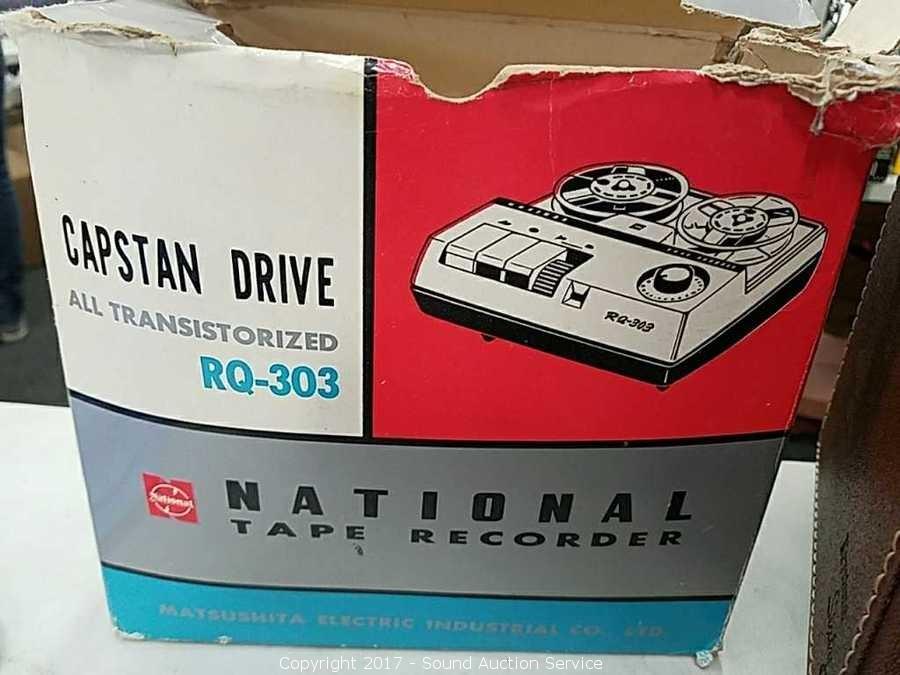 CAPSTAN DRIVE
ALL TRANSISTORIZED
RQ-303
RQ-303
National
NATIONAL
TAPE RECORDER
MATSUSHITA ELECTRIC INDUSTRIAL CO. LTD.
Copyright 2017 - Sound Auction Service